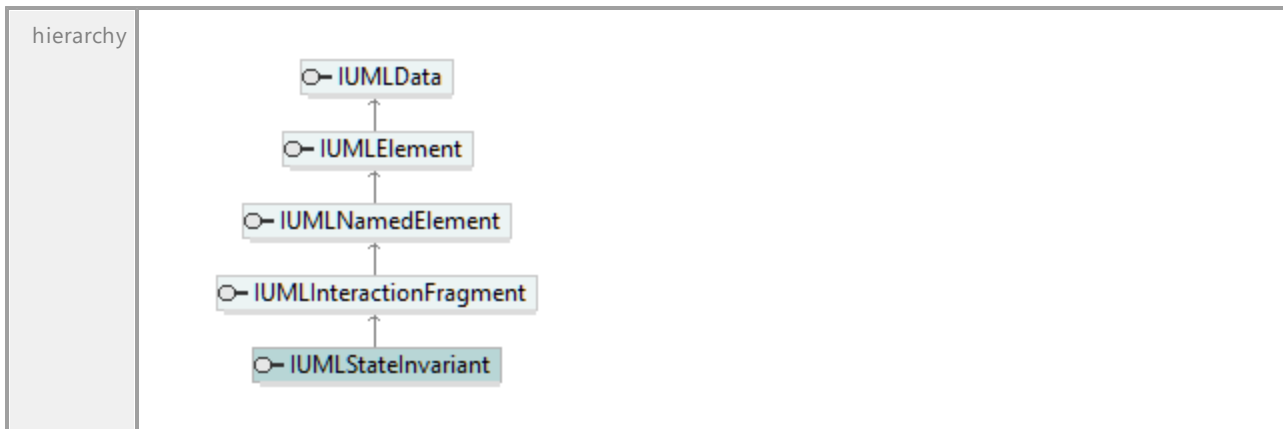 hierarchy
IUMLData
IUMLElement
IUMLNamedElement
IUMLInteractionFragment
IUMLStateInvariant